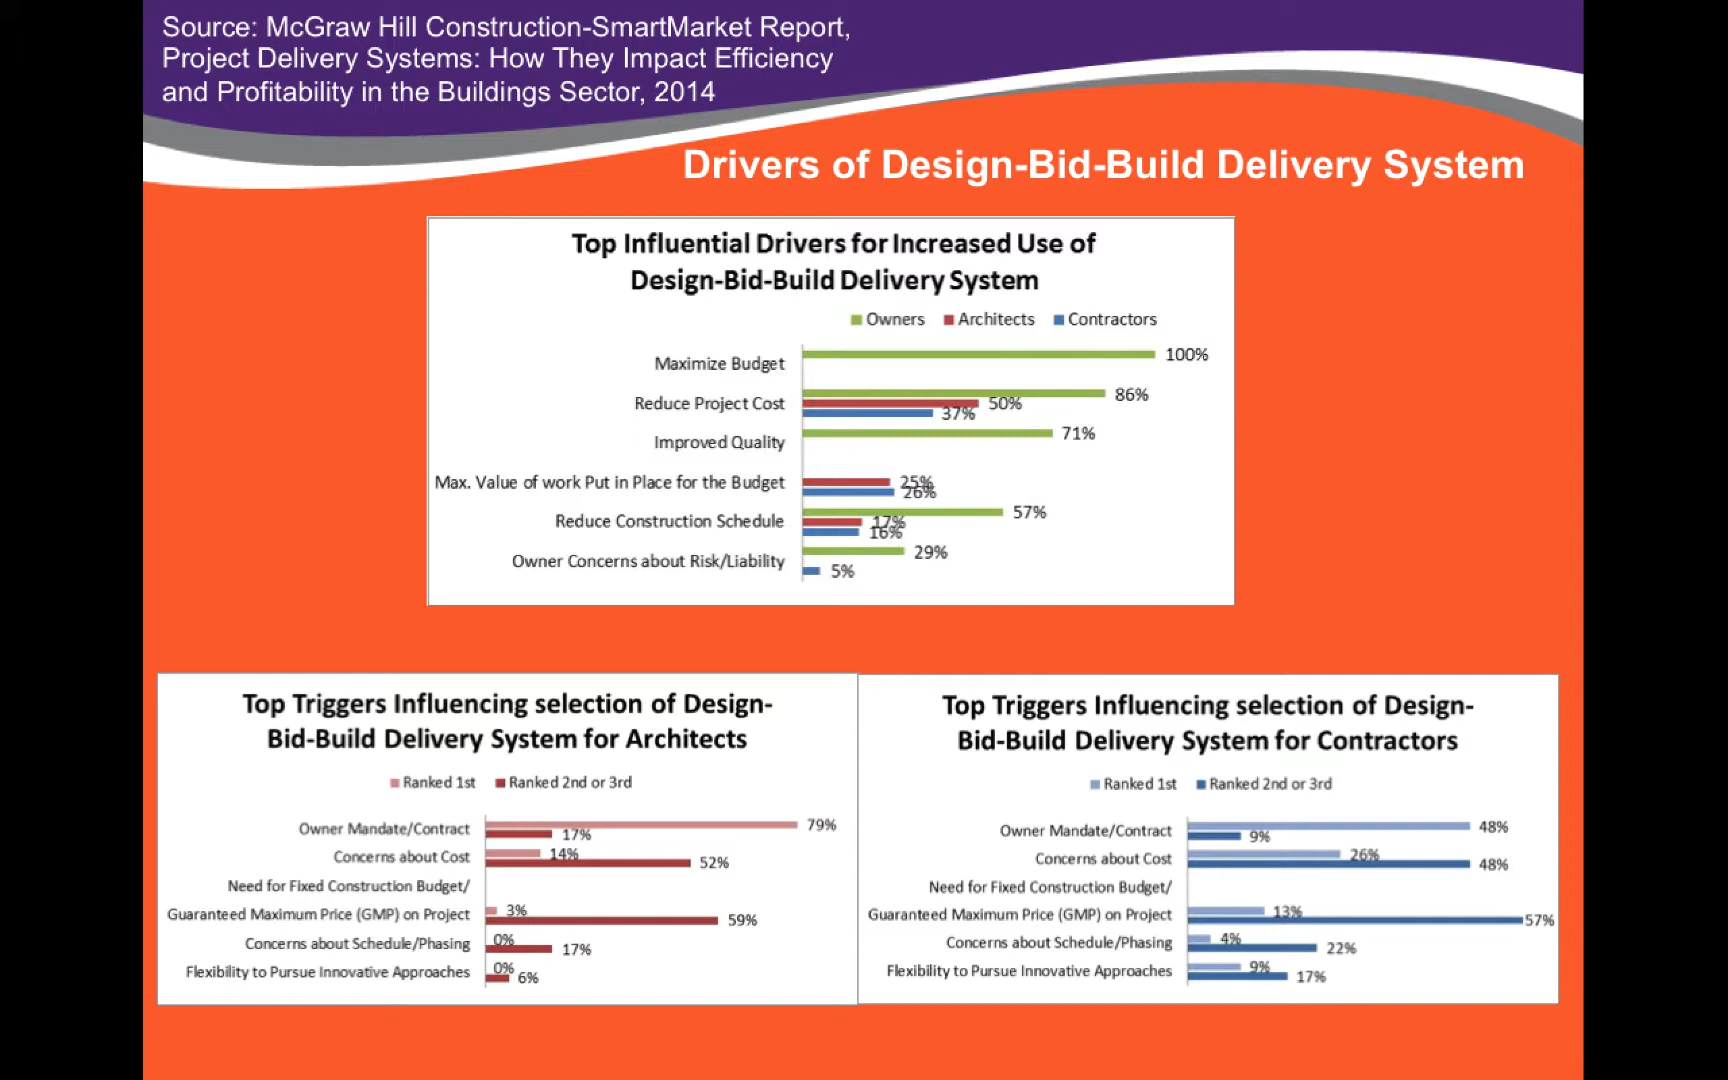 Source: McGraw Hill Construction-SmartMarket Report,
Project Delivery Systems: How They Impact Efficiency
and Profitability in the Buildings Sector, 2014
Drivers of Design-Bid-Build Delivery System
Top Influential Drivers for Increased Use of
Design-Bid-Build Delivery System
Owners Architects Contractors
Maximize Budget 100%
Reduce Project Cost 86% 50% 37%
Improved Quality 71%
Max. Value of work Put in Place for the Budget 25% 26%
Reduce Construction Schedule 57% 17% 16%
Owner Concerns about Risk/Liability 29% 5%
Top Triggers Influencing selection of Design-
Bid-Build Delivery System for Architects
Ranked 1st Ranked 2nd or 3rd
Owner Mandate/Contract 79% 17%
Concerns about Cost 14% 52%
Need for Fixed Construction Budget/
Guaranteed Maximum Price (GMP) on Project 3% 59%
Concerns about Schedule/Phasing 0% 17%
Flexibility to Pursue Innovative Approaches 0% 6%
Top Triggers Influencing selection of Design-
Bid-Build Delivery System for Contractors
Ranked 1st Ranked 2nd or 3rd
Owner Mandate/Contract 48% 9%
Concerns about Cost 26% 48%
Need for Fixed Construction Budget/
Guaranteed Maximum Price (GMP) on Project 13% 57%
Concerns about Schedule/Phasing 4% 22%
Flexibility to Pursue Innovative Approaches 9% 17%